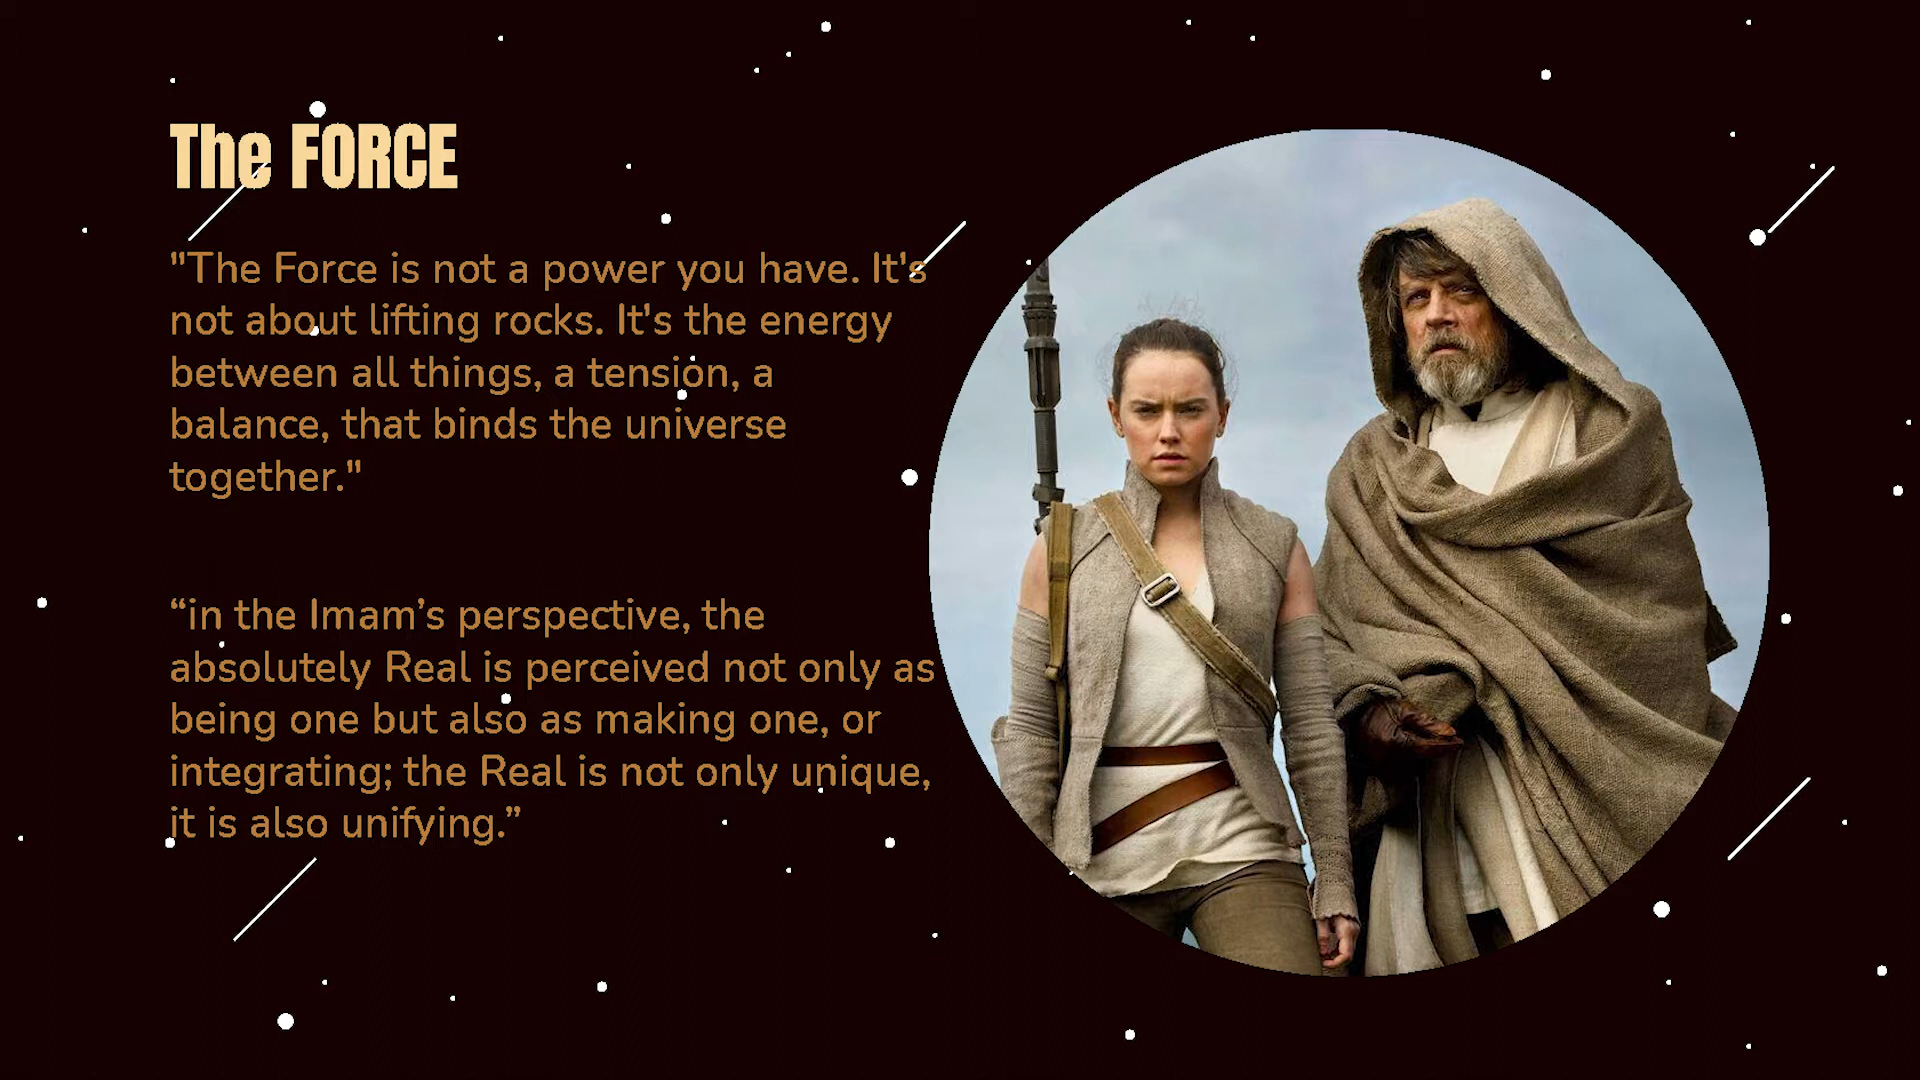 The FORCE
"The Force is not a power you have. It's
not about lifting rocks. It's the energy
between all things, a tension, a
balance, that binds the universe
together."
“in the Imam’s perspective, the
absolutely Real is perceived not only as
being one but also as making one, or
integrating; the Real is not only unique,
it is also unifying.”